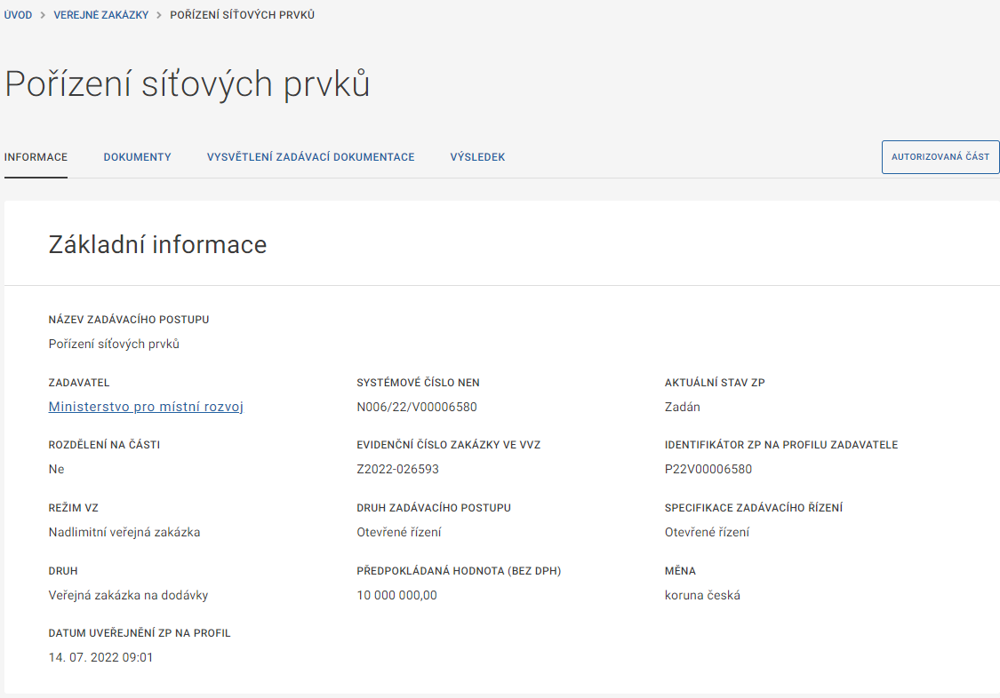 ÚVOD > VEŘEJNÉ ZAKÁZKY > POŘÍZENÍ SÍŤOVÝCH PRVKŮ
Pořízení síťových prvků
INFORMACE DOKUMENTY VYSVĚTLENÍ ZADÁVACÍ DOKUMENTACE VÝSLEDEK AUTORIZOVANÁ ČÁST
Základní informace
NÁZEV ZADÁVACÍHO POSTUPU
Pořízení síťových prvků
ZADAVATEL SYSTÉMOVÉ ČÍSLO NEN AKTUÁLNÍ STAV ZP
Ministerstvo pro místní rozvoj N006/22/V00006580 Zadán
ROZDĚLENÍ NA ČÁSTI EVIDENČNÍ ČÍSLO ZAKÁZKY VE VVZ IDENTIFIKÁTOR ZP NA PROFILU ZADAVATELE
Ne Z2022-026593 P22V00006580
REŽIM VZ DRUH ZADÁVACÍHO POSTUPU SPECIFIKACE ZADÁVACÍHO ŘÍZENÍ
Nadlimitní veřejná zakázka Otevřené řízení Otevřené řízení
DRUH PŘEDPOKLÁDANÁ HODNOTA (BEZ DPH) MĚNA
Veřejná zakázka na dodávky 10 000 000,00 koruna česká
DATUM UVEŘEJNĚNÍ ZP NA PROFIL
14. 07. 2022 09:01